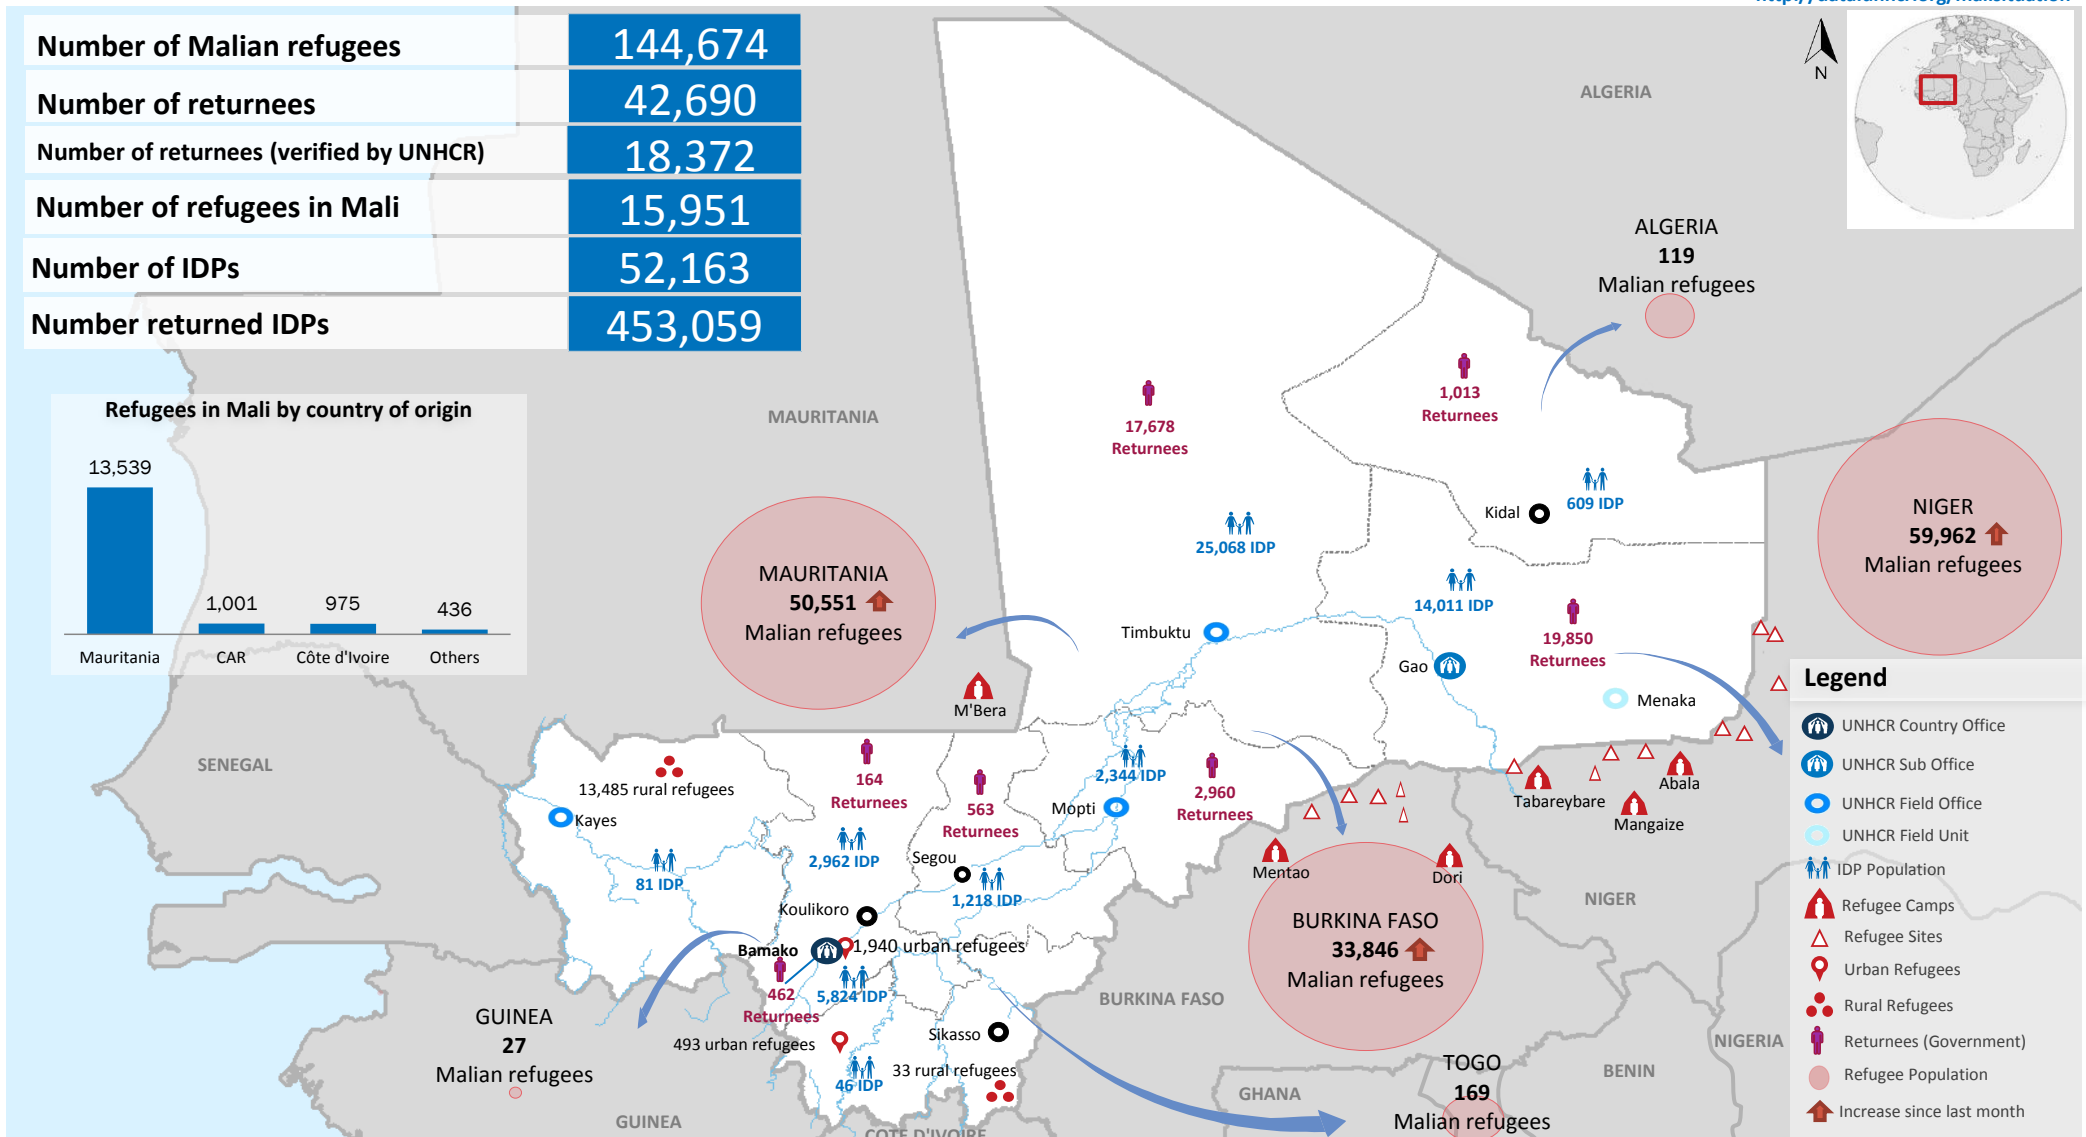 Number of Malian refugees 144,674
Number of returnees 42,690
Number of returnees (verified by UNHCR) 18,372
Number of refugees in Mali 15,951
Number of IDPs 52,163
Number returned IDPs 453,059
Refugees in Mali by country of origin
13,539
1,001
975
436
Mauritania
CAR
Côte d'Ivoire
Others
N
ALGERIA
ALGERIA
119
Malian refugees
MAURITANIA
1,013
Returnees
17,678
Returnees
609 IDP
Kidal
25,068 IDP
NIGER
59,962
Malian refugees
MAURITANIA
50,551
Malian refugees
14,011 IDP
19,850
Returnees
Timbuktu
Gao
Menaka
M'Bera
SENEGAL
13,485 rural refugees
Kayes
81 IDP
164
Returnees
2,962 IDP
563
Returnees
2,344 IDP
Mopti
2,960
Returnees
Segou
1,218 IDP
Koulikoro
Bamako
1,940 urban refugees
462
Returnees
5,824 IDP
493 urban refugees
46 IDP
Sikasso
33 rural refugees
Tabareybare
Abala
Mangaize
Mentao
Dori
NIGER
BURKINA FASO
33,846
Malian refugees
BURKINA FASO
GUINEA
27
Malian refugees
GUINEA
COTE D'IVOIRE
GHANA
TOGO
169
Malian refugees
BENIN
NIGERIA
Legend
UNHCR Country Office
UNHCR Sub Office
UNHCR Field Office
UNHCR Field Unit
IDP Population
Refugee Camps
Refugee Sites
Urban Refugees
Rural Refugees
Returnees (Government)
Refugee Population
Increase since last month